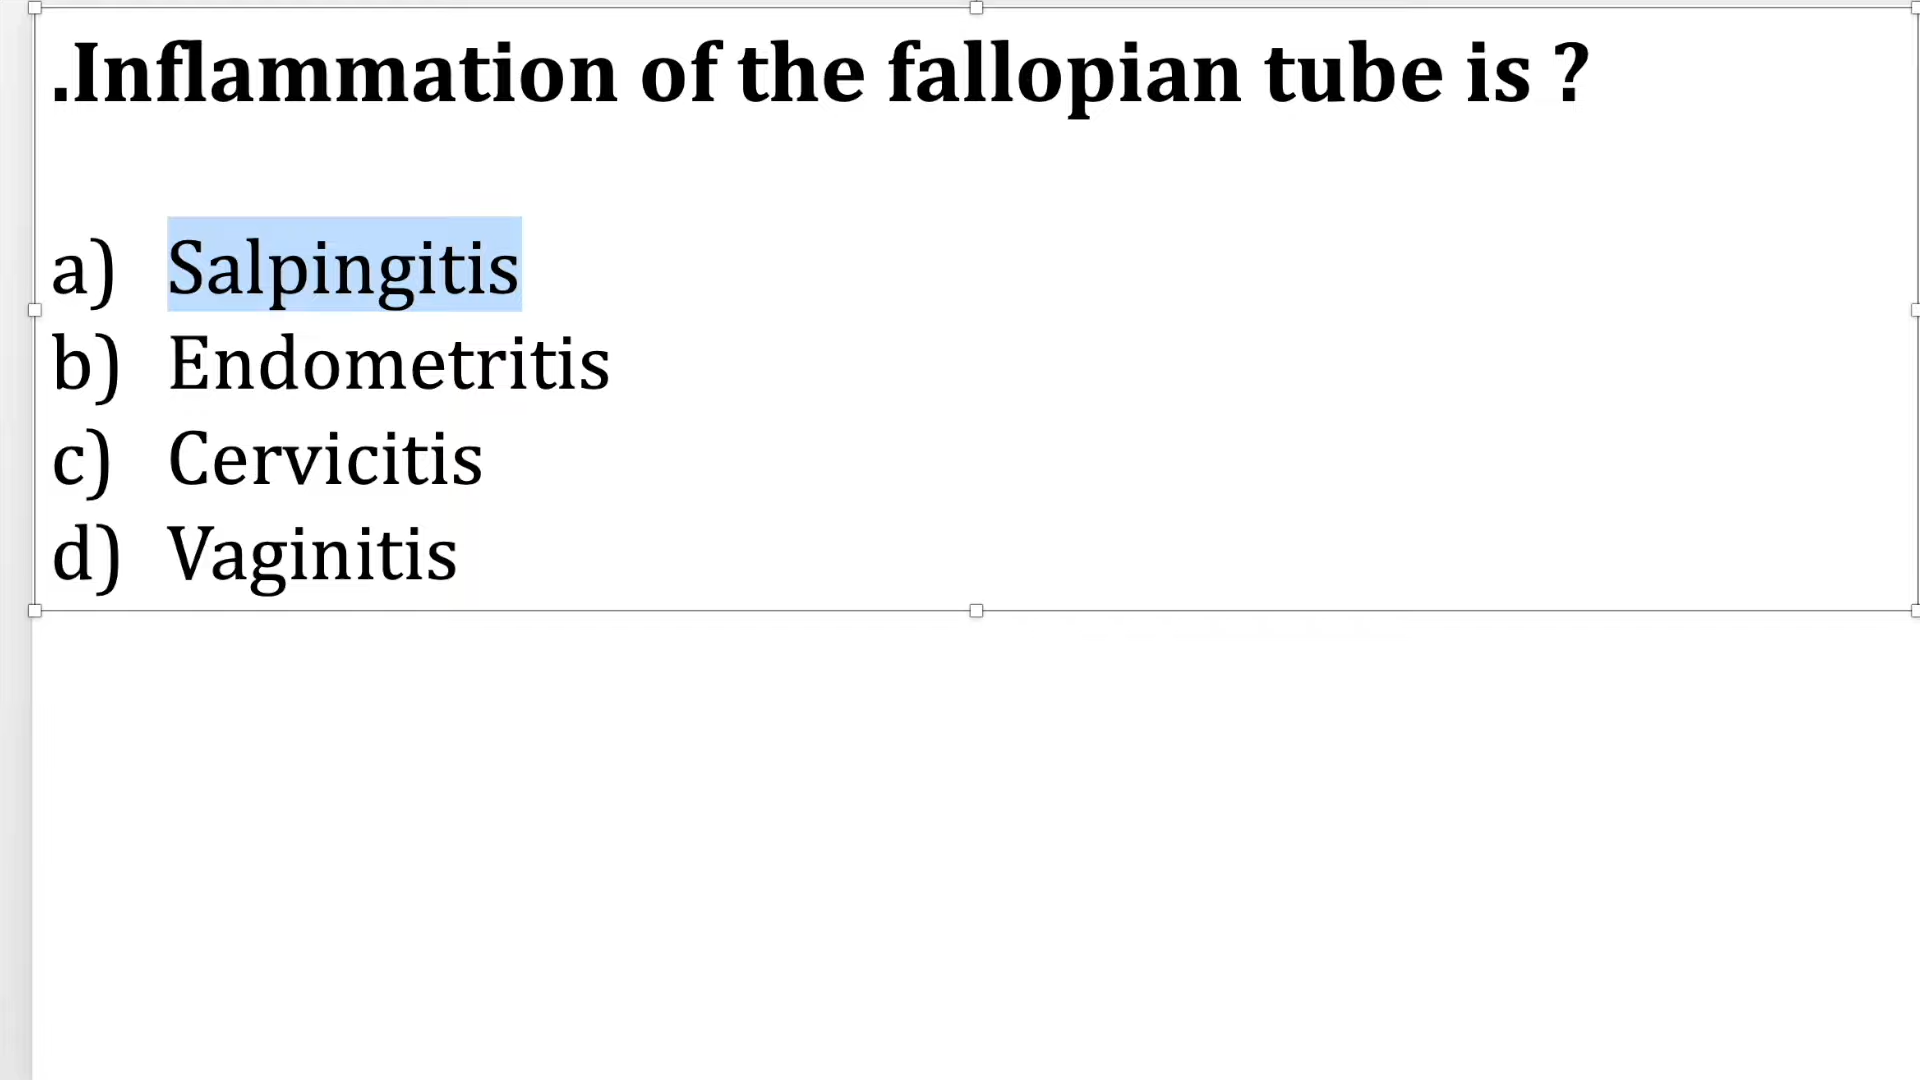 .Inflammation of the fallopian tube is ?
a) Salpingitis
b) Endometritis
c) Cervicitis
d) Vaginitis